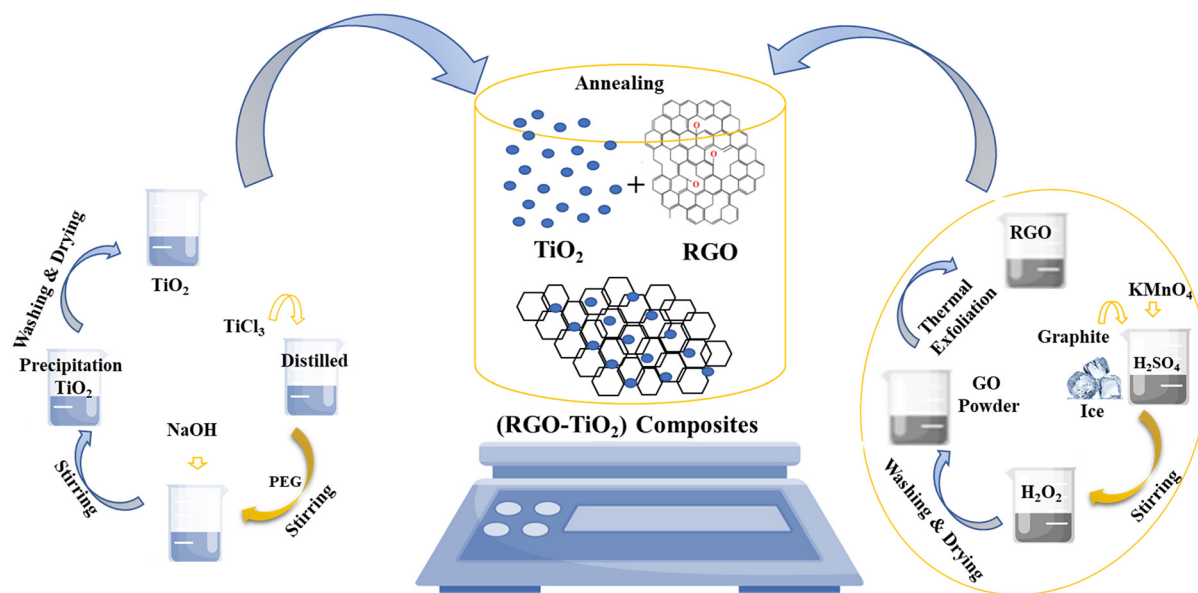 Annealing
O
O
O
+
TiO₂
RGO
(RGO-TiO₂) Composites
TiCl₃
Distilled
PEG
Stirring
NaOH
Stirring
Precipitation
TiO₂
Washing & Drying
TiO₂
KMnO₄
Graphite
H₂SO₄
Ice
Stirring
H₂O₂
Washing & Drying
GO
Powder
Thermal
Exfoliation
RGO